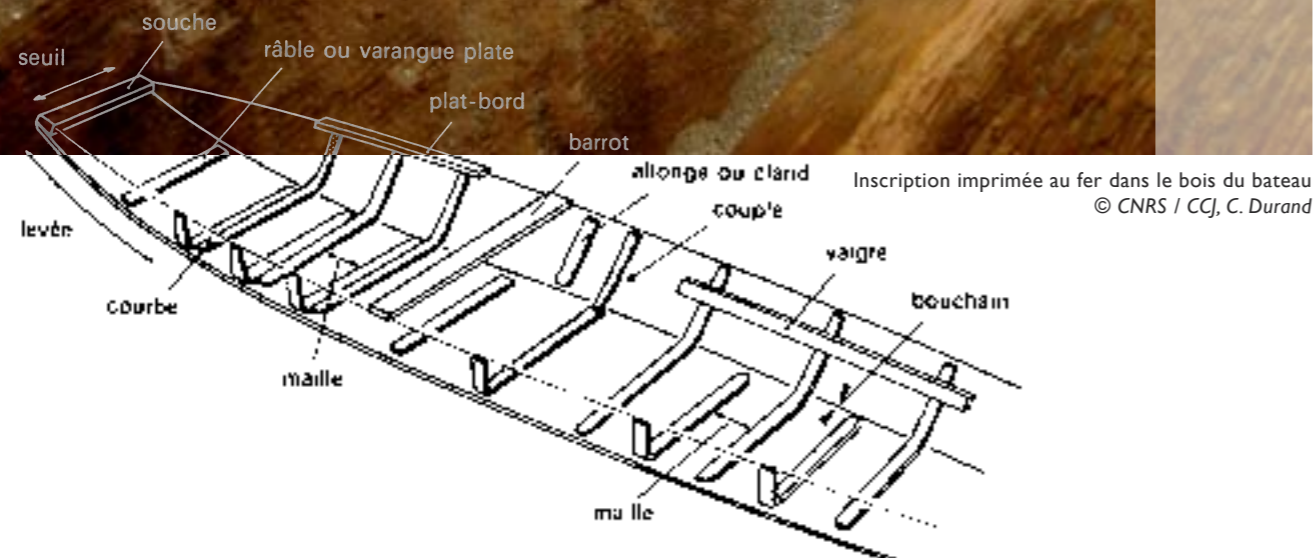 souche
seuil
râble ou varangue plate
plat-bord
barrot
allonge ou cland
couple
Inscription imprimée au fer dans le bois du bateau
© CNRS / CCJ, C. Durand
levée
vaigre
courbe
bouchain
maille
maille